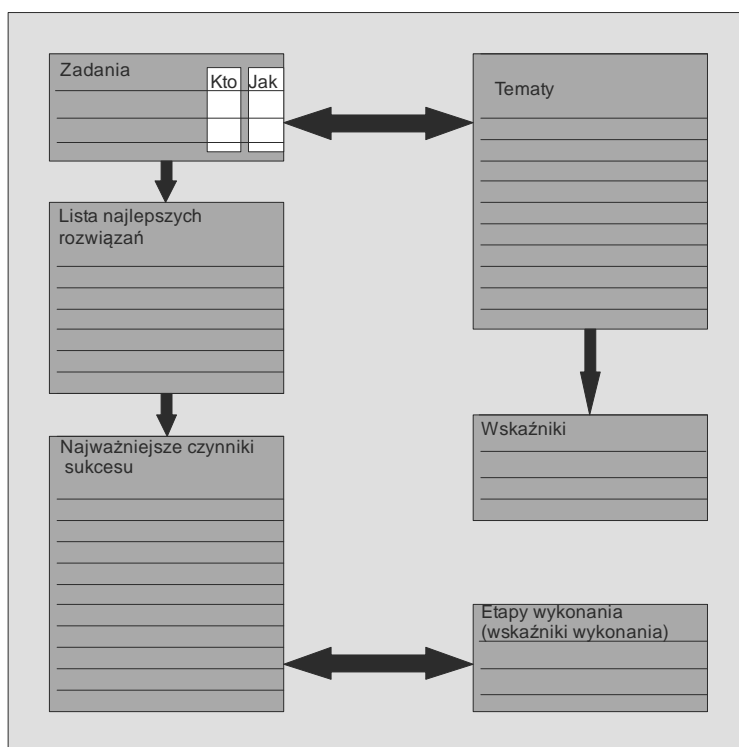 Zadania
Kto Jak
Tematy
Lista najlepszych
rozwiązań
Najważniejsze czynniki
sukcesu
Wskaźniki
Etapy wykonania
(wskaźniki wykonania)